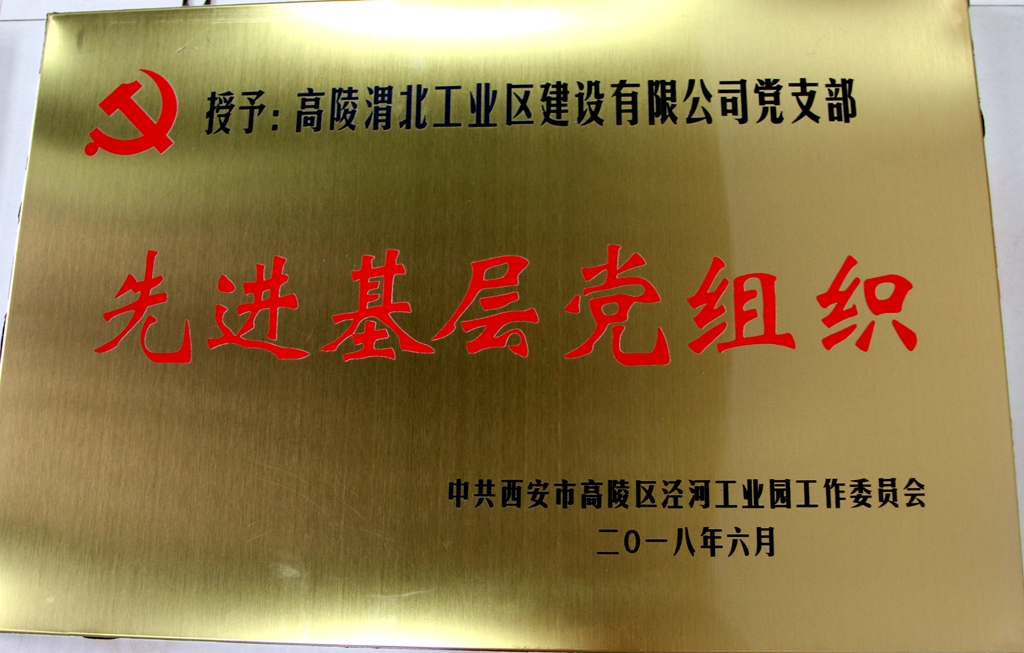 授予：高陵渭北工业区建设有限公司党支部
先进基层党组织
中共西安市高陵区泾河工业园工作委员会
二0一八年六月